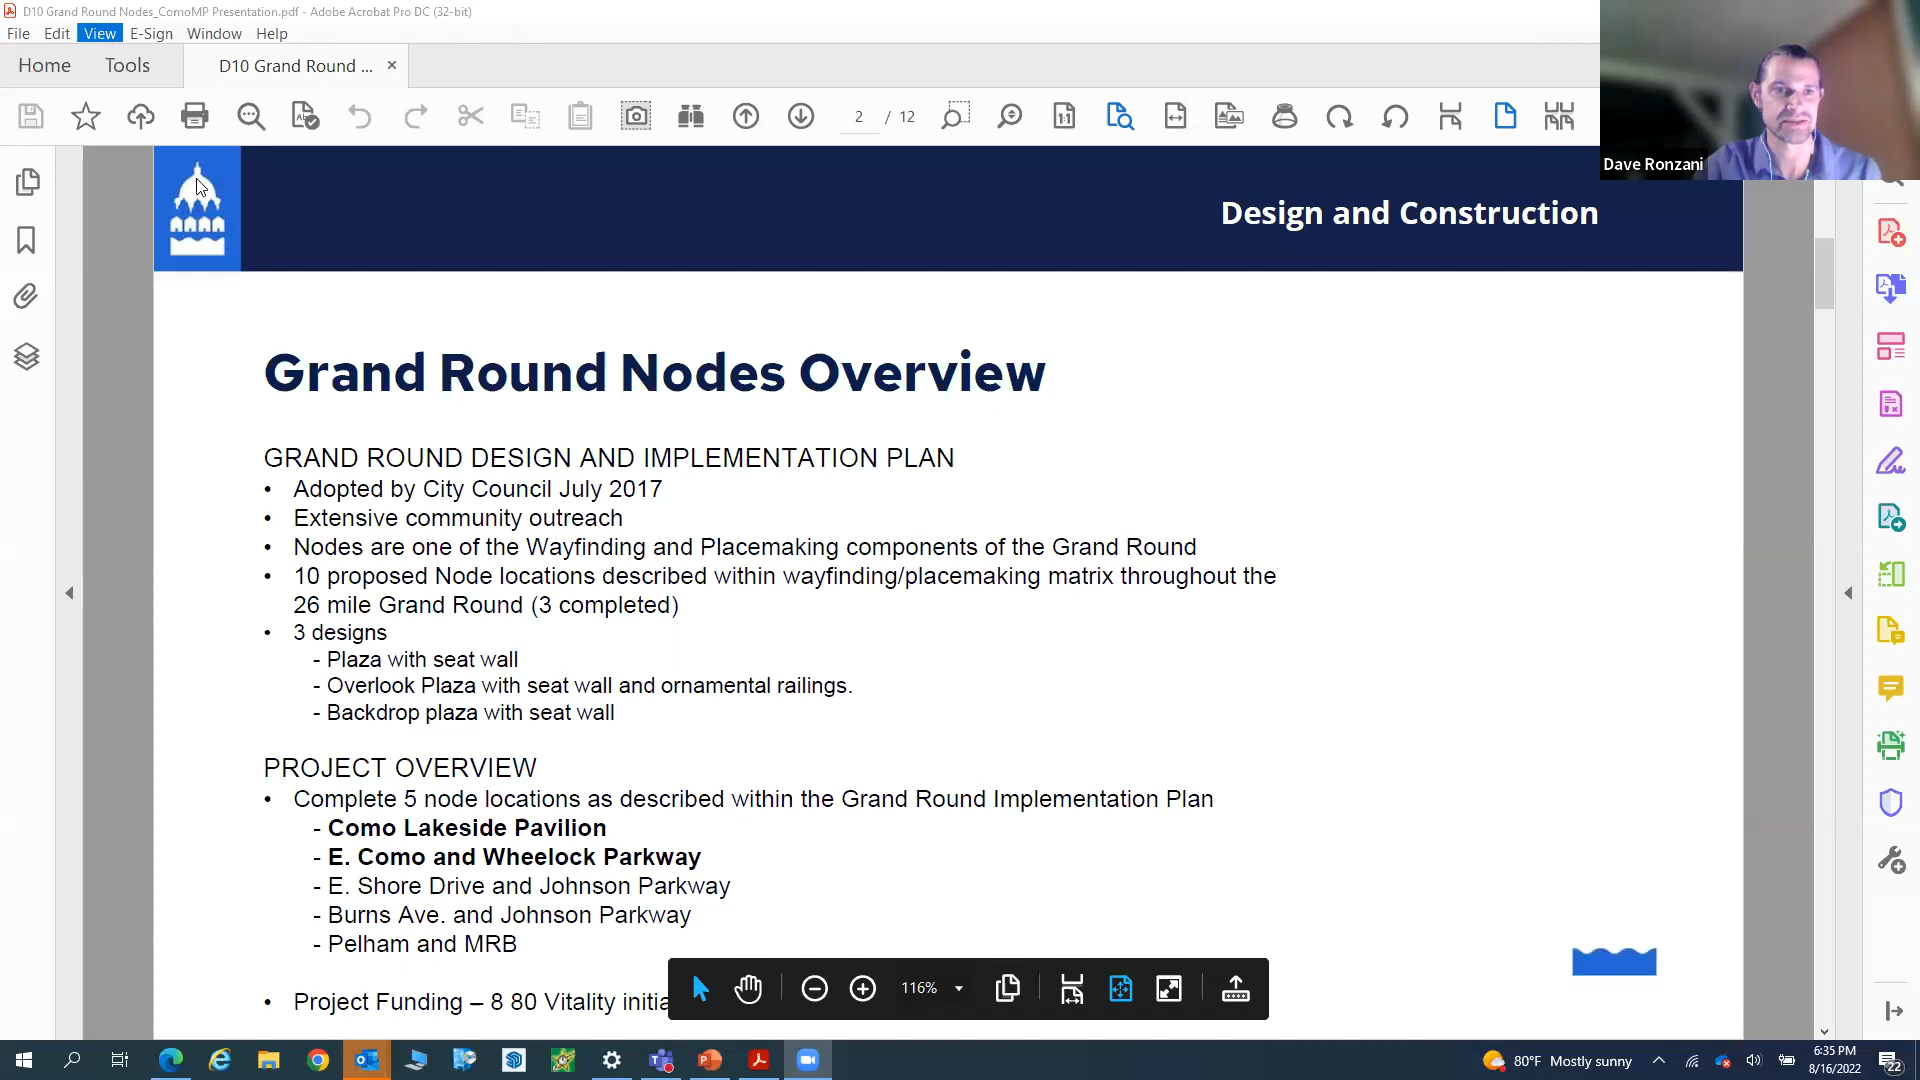 D10 Grand Round Nodes_ComoMP Presentation.pdf - Adobe Acrobat Pro DC (32-bit)
File Edit View E-Sign Window Help
Home Tools D10 Grand Round ... ×
2 / 12
Dave Ronzani
Design and Construction
Grand Round Nodes Overview
GRAND ROUND DESIGN AND IMPLEMENTATION PLAN
• Adopted by City Council July 2017
• Extensive community outreach
• Nodes are one of the Wayfinding and Placemaking components of the Grand Round
• 10 proposed Node locations described within wayfinding/placemaking matrix throughout the
26 mile Grand Round (3 completed)
• 3 designs
- Plaza with seat wall
- Overlook Plaza with seat wall and ornamental railings.
- Backdrop plaza with seat wall
PROJECT OVERVIEW
• Complete 5 node locations as described within the Grand Round Implementation Plan
- Como Lakeside Pavilion
- E. Como and Wheelock Parkway
- E. Shore Drive and Johnson Parkway
- Burns Ave. and Johnson Parkway
- Pelham and MRB
• Project Funding – 8 80 Vitality initia
116%
80°F Mostly sunny
6:35 PM
8/16/2022
22